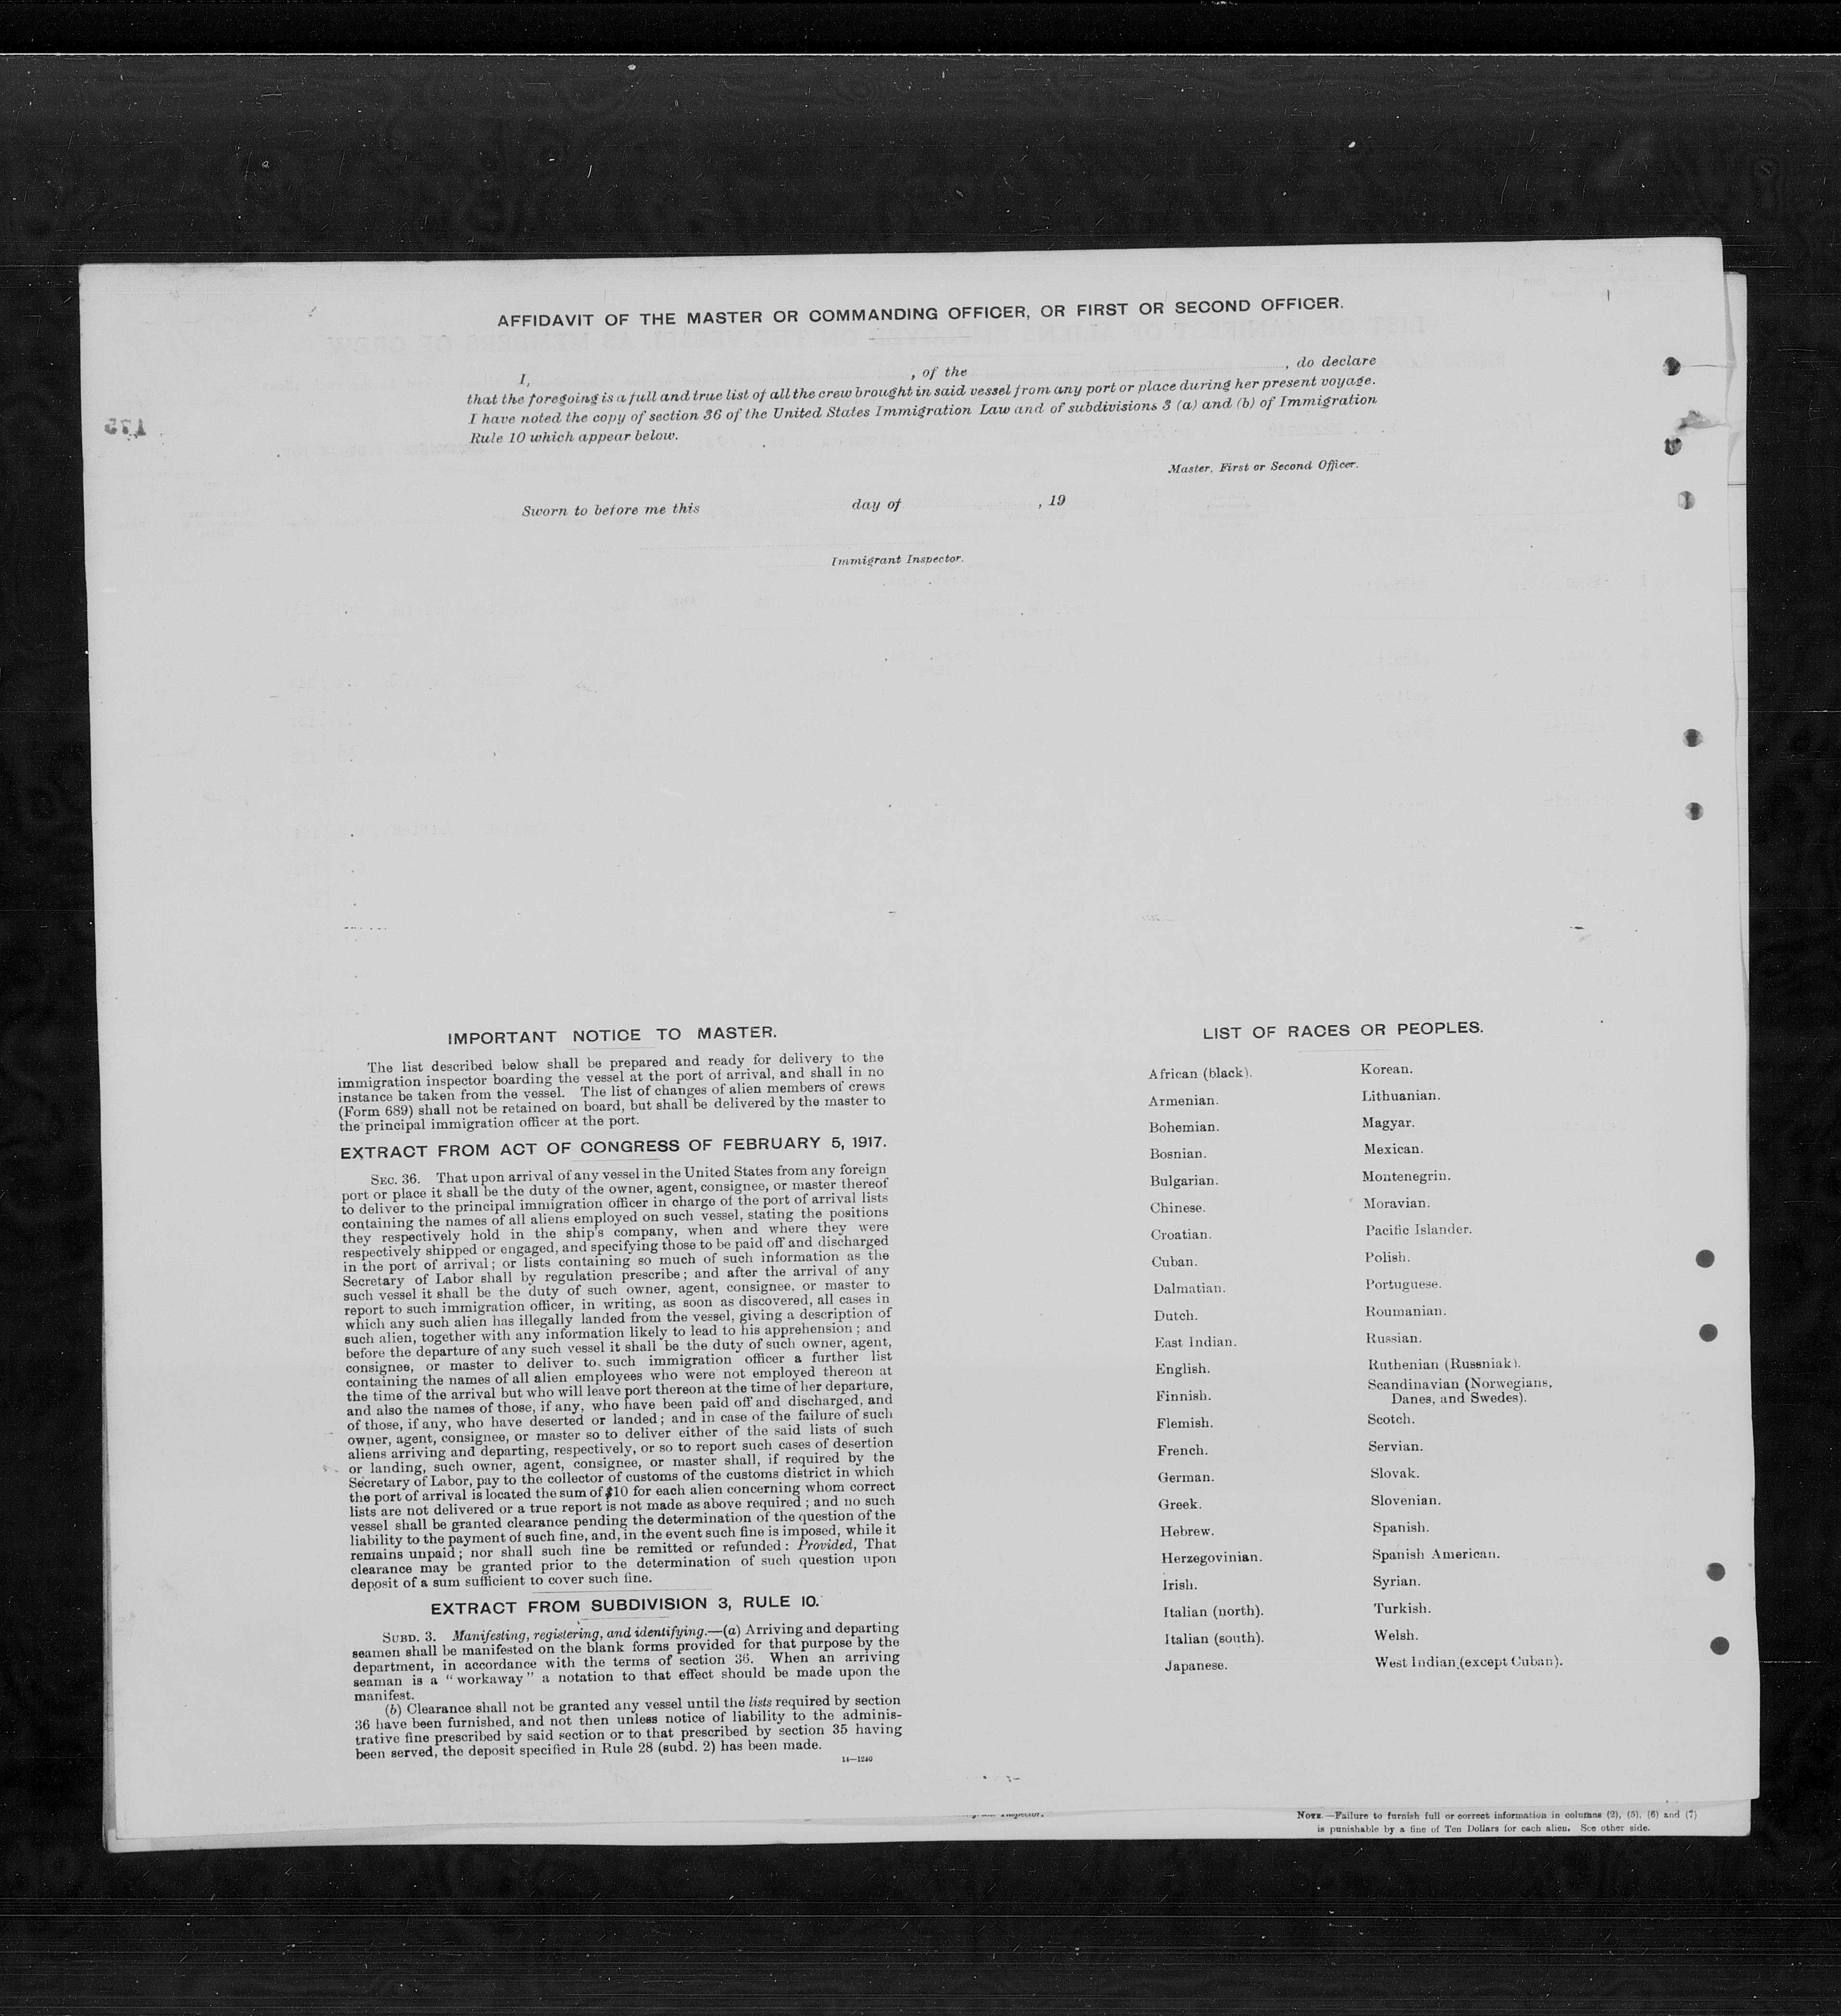 AFFIDAVIT OF THE MASTER OR COMMANDING OFFICER, OR FIRST OR SECOND OFFICER.
I, , of the , do declare
that the foregoing is a full and true list of all the crew brought in said vessel from any port or place during her present voyage.
I have noted the copy of section 36 of the United States Immigration Law and of subdivisions 3 (a) and (b) of Immigration
Rule 10 which appear below.
Master, First or Second Officer.
Sworn to before me this day of , 19
Immigrant Inspector.
175
IMPORTANT NOTICE TO MASTER.
The list described below shall be prepared and ready for delivery to the
immigration inspector boarding the vessel at the port of arrival, and shall in no
instance be taken from the vessel. The list of changes of alien members of crews
(Form 689) shall not be retained on board, but shall be delivered by the master to
the principal immigration officer at the port.
EXTRACT FROM ACT OF CONGRESS OF FEBRUARY 5, 1917.
SEC. 36. That upon arrival of any vessel in the United States from any foreign
port or place it shall be the duty of the owner, agent, consignee, or master thereof
to deliver to the principal immigration officer in charge of the port of arrival lists
containing the names of all aliens employed on such vessel, stating the positions
they respectively hold in the ship's company, when and where they were
respectively shipped or engaged, and specifying those to be paid off and discharged
in the port of arrival; or lists containing so much of such information as the
Secretary of Labor shall by regulation prescribe; and after the arrival of any
such vessel it shall be the duty of such owner, agent, consignee, or master to
report to such immigration officer, in writing, as soon as discovered, all cases in
which any such alien has illegally landed from the vessel, giving a description of
such alien, together with any information likely to lead to his apprehension; and
before the departure of any such vessel it shall be the duty of such owner, agent,
consignee, or master to deliver to such immigration officer a further list
containing the names of all alien employees who were not employed thereon at
the time of the arrival but who will leave port thereon at the time of her departure,
and also the names of those, if any, who have been paid off and discharged, and
of those, if any, who have deserted or landed; and in case of the failure of such
owner, agent, consignee, or master so to deliver either of the said lists of such
aliens arriving and departing, respectively, or so to report such cases of desertion
or landing, such owner, agent, consignee, or master shall, if required by the
Secretary of Labor, pay to the collector of customs of the customs district in which
the port of arrival is located the sum of $10 for each alien concerning whom correct
lists are not delivered or a true report is not made as above required; and no such
vessel shall be granted clearance pending the determination of the question of the
liability to the payment of such fine, and, in the event such fine is imposed, while it
remains unpaid; nor shall such fine be remitted or refunded: Provided, That
clearance may be granted prior to the determination of such question upon
deposit of a sum sufficient to cover such fine.
EXTRACT FROM SUBDIVISION 3, RULE 10.
SUBD. 3. Manifesting, registering, and identifying.—(a) Arriving and departing
seamen shall be manifested on the blank forms provided for that purpose by the
department, in accordance with the terms of section 36. When an arriving
seaman is a "workaway" a notation to that effect should be made upon the
manifest.
(b) Clearance shall not be granted any vessel until the lists required by section
36 have been furnished, and not then unless notice of liability to the adminis-
trative fine prescribed by said section or to that prescribed by section 35 having
been served, the deposit specified in Rule 28 (subd. 2) has been made.
14—1240
LIST OF RACES OR PEOPLES.
African (black).
Armenian.
Bohemian.
Bosnian.
Bulgarian.
Chinese.
Croatian.
Cuban.
Dalmatian.
Dutch.
East Indian.
English.
Finnish.
Flemish.
French.
German.
Greek.
Hebrew.
Herzegovinian.
Irish.
Italian (north).
Italian (south).
Japanese.
Korean.
Lithuanian.
Magyar.
Mexican.
Montenegrin.
Moravian.
Pacific Islander.
Polish.
Portuguese.
Roumanian.
Russian.
Ruthenian (Russniak).
Scandinavian (Norwegians,
Danes, and Swedes).
Scotch.
Servian.
Slovak.
Slovenian.
Spanish.
Spanish American.
Syrian.
Turkish.
Welsh.
West Indian (except Cuban).
Inspector.
NOTE.—Failure to furnish full or correct information in columns (2), (5), (6) and (7)
is punishable by a fine of Ten Dollars for each alien. See other side.